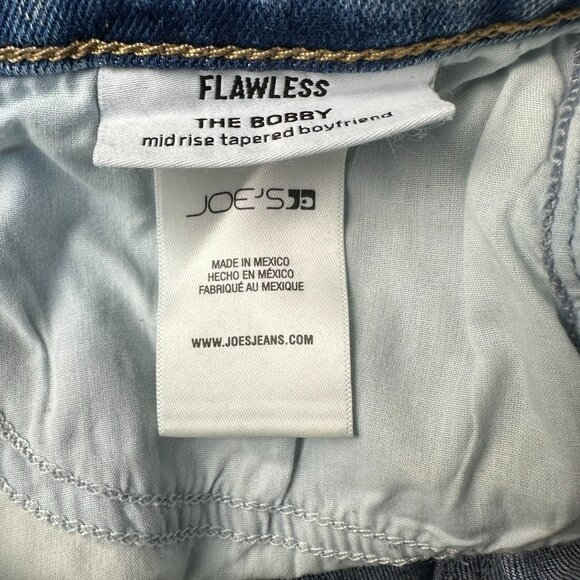 FLAWLESS
THE BOBBY
mid rise tapered boyfriend
JOE'S
MADE IN MEXICO
HECHO EN MÉXICO
FABRIQUÉ AU MEXIQUE
WWW.JOESJEANS.COM